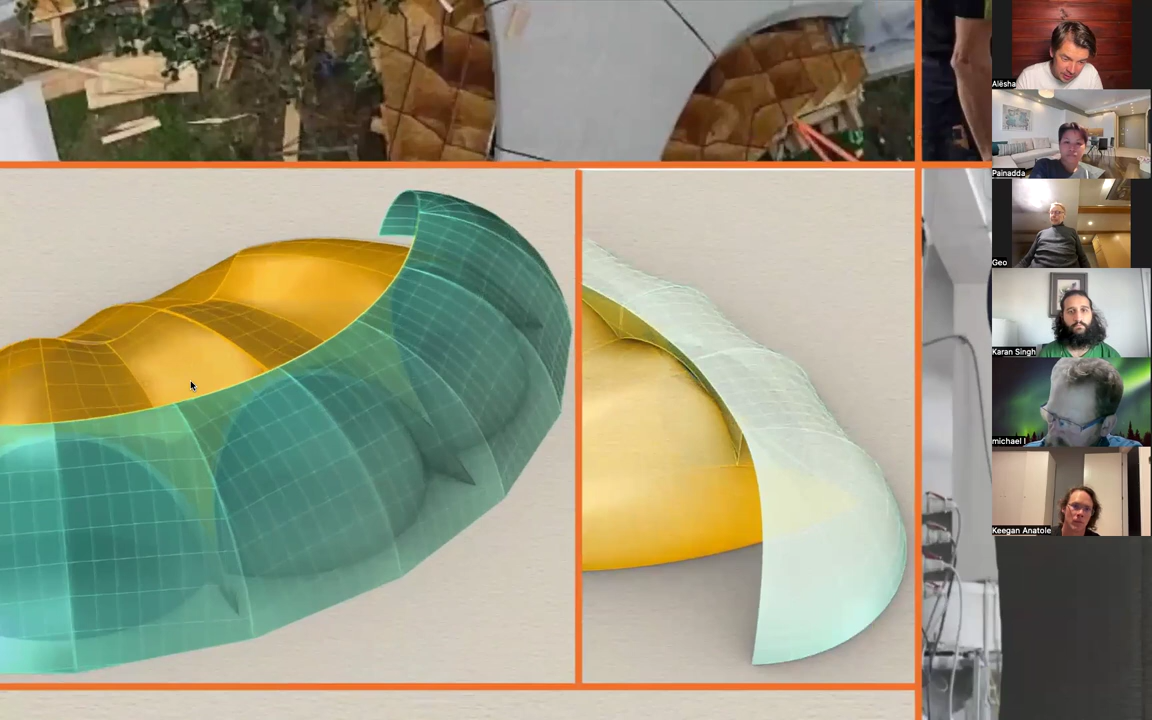 Alësha
Painadda
Geo
Karan Singh
michael l
Keegan Anatole